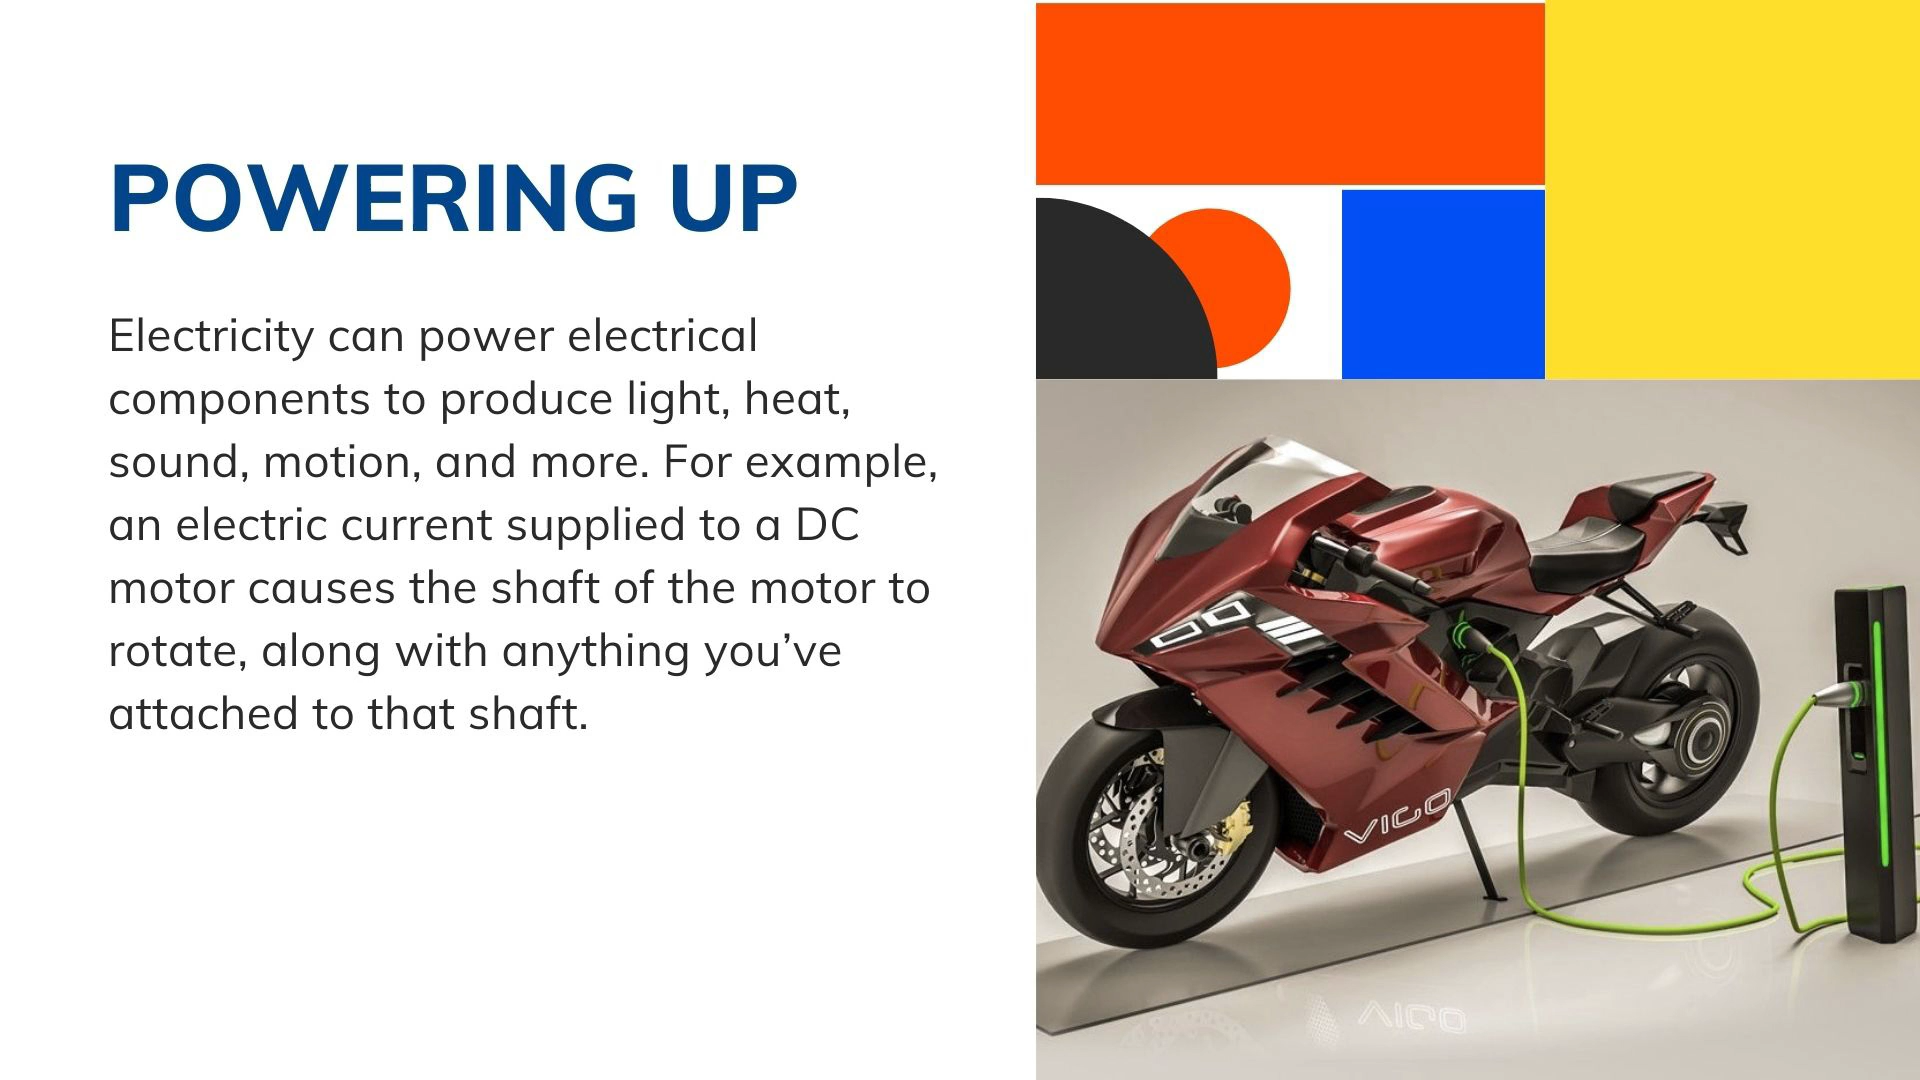 POWERING UP
Electricity can power electrical
components to produce light, heat,
sound, motion, and more. For example,
an electric current supplied to a DC
motor causes the shaft of the motor to
rotate, along with anything you’ve
attached to that shaft.
VIGO